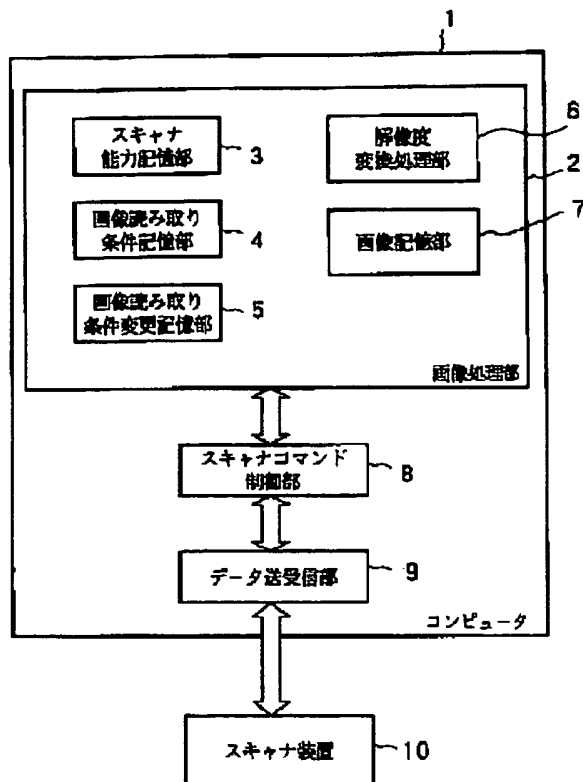 1
スキャナ
能力記憶部
3
解像度
変換処理部
6
2
画像読み取り
条件記憶部
4
画像記憶部
7
画像読み取り
条件変更記憶部
5
画像処理部
スキャナコマンド
制御部
8
データ送受信部
9
コンピュータ
スキャナ装置
10